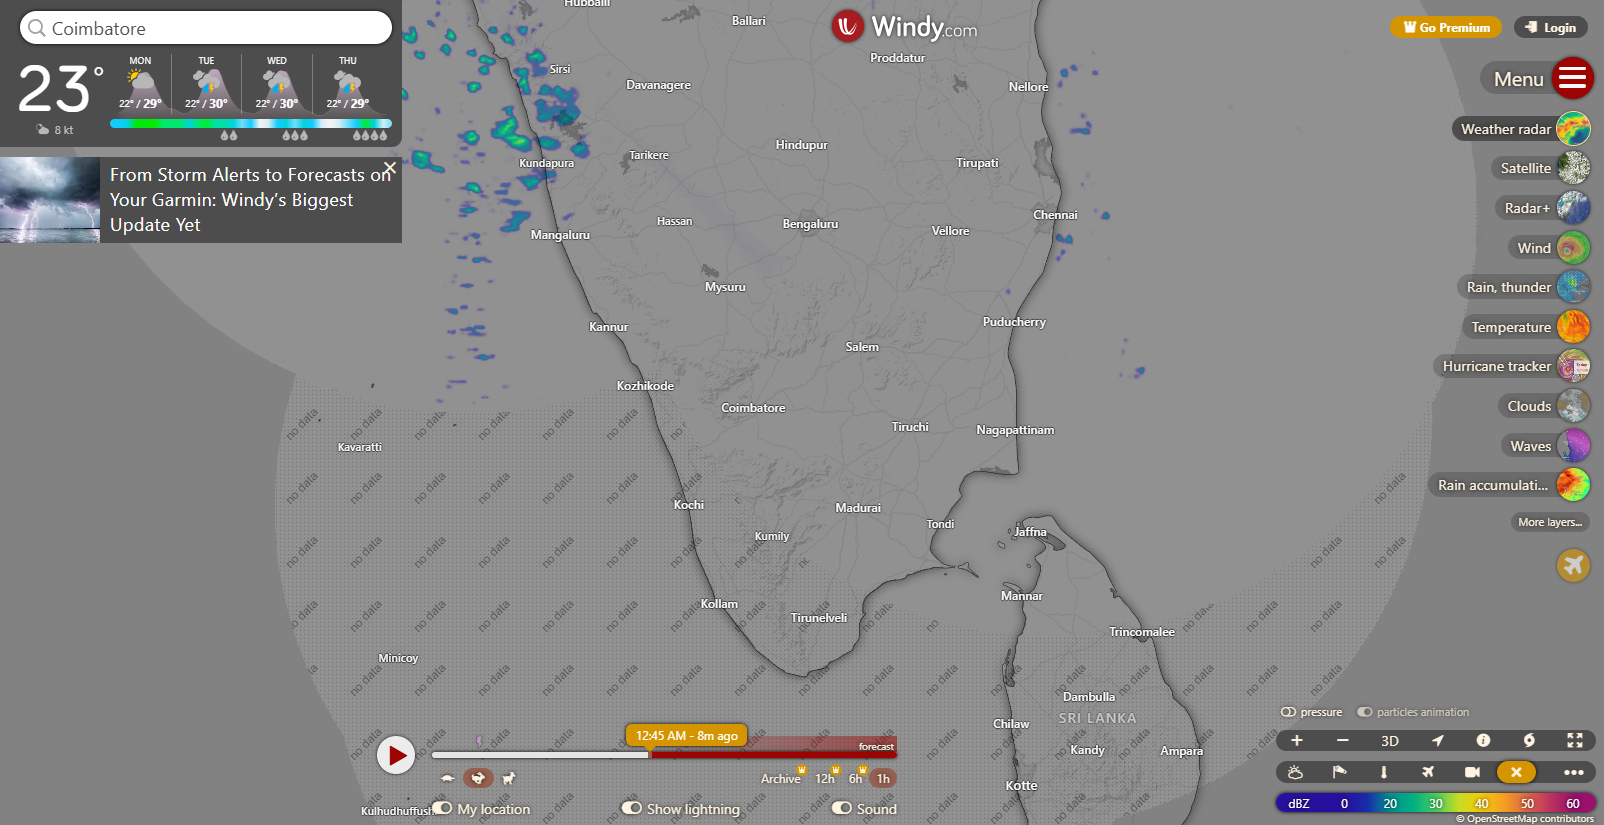 Coimbatore
23°
8 kt
MON
TUE
WED
THU
22° / 29°
22° / 30°
22° / 30°
22° / 29°
From Storm Alerts to Forecasts on
Your Garmin: Windy's Biggest
Update Yet
Windy.com
Go Premium
Login
Menu
Weather radar
Satellite
Radar+
Wind
Rain, thunder
Temperature
Hurricane tracker
Clouds
Waves
Rain accumulati...
More layers...
Hubballi
Ballari
Proddatur
Sirsi
Davanagere
Nellore
Hindupur
Kundapura
Tarikere
Tirupati
Chennai
Hassan
Bengaluru
Vellore
Mangaluru
Mysuru
Puducherry
Kannur
Salem
Kozhikode
Coimbatore
Tiruchi
Nagapattinam
Kavaratti
Kochi
Madurai
Tondi
Jaffna
Kumily
Mannar
Kollam
Tirunelveli
Trincomalee
Minicoy
Dambulla
SRI LANKA
Chilaw
Kandy
Ampara
Kotte
Kulhudhuffushi
no data
12:45 AM - 8m ago
forecast
Archive
12h
6h
1h
My location
Show lightning
Sound
pressure
particles animation
3D
dBZ
0
20
30
40
50
60
© OpenStreetMap contributors